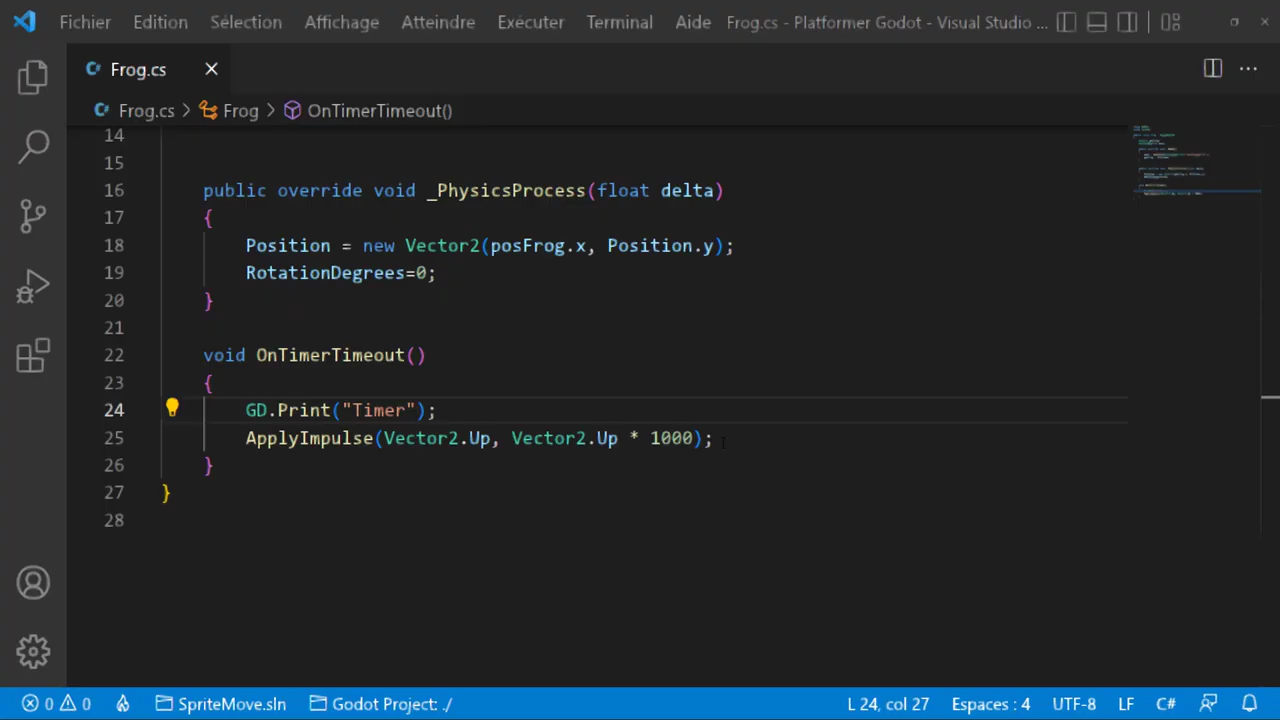 Fichier Edition Sélection Affichage Atteindre Exécuter Terminal Aide Frog.cs - Platformer Godot - Visual Studio ...
Frog.cs
Frog.cs > Frog > OnTimerTimeout()
14
15
16 public override void _PhysicsProcess(float delta)
17 {
18 Position = new Vector2(posFrog.x, Position.y);
19 RotationDegrees=0;
20 }
21
22 void OnTimerTimeout()
23 {
24 GD.Print("Timer");
25 ApplyImpulse(Vector2.Up, Vector2.Up * 1000);
26 }
27 }
28
0 0 SpriteMove.sln Godot Project: ./ L 24, col 27 Espaces : 4 UTF-8 LF C#